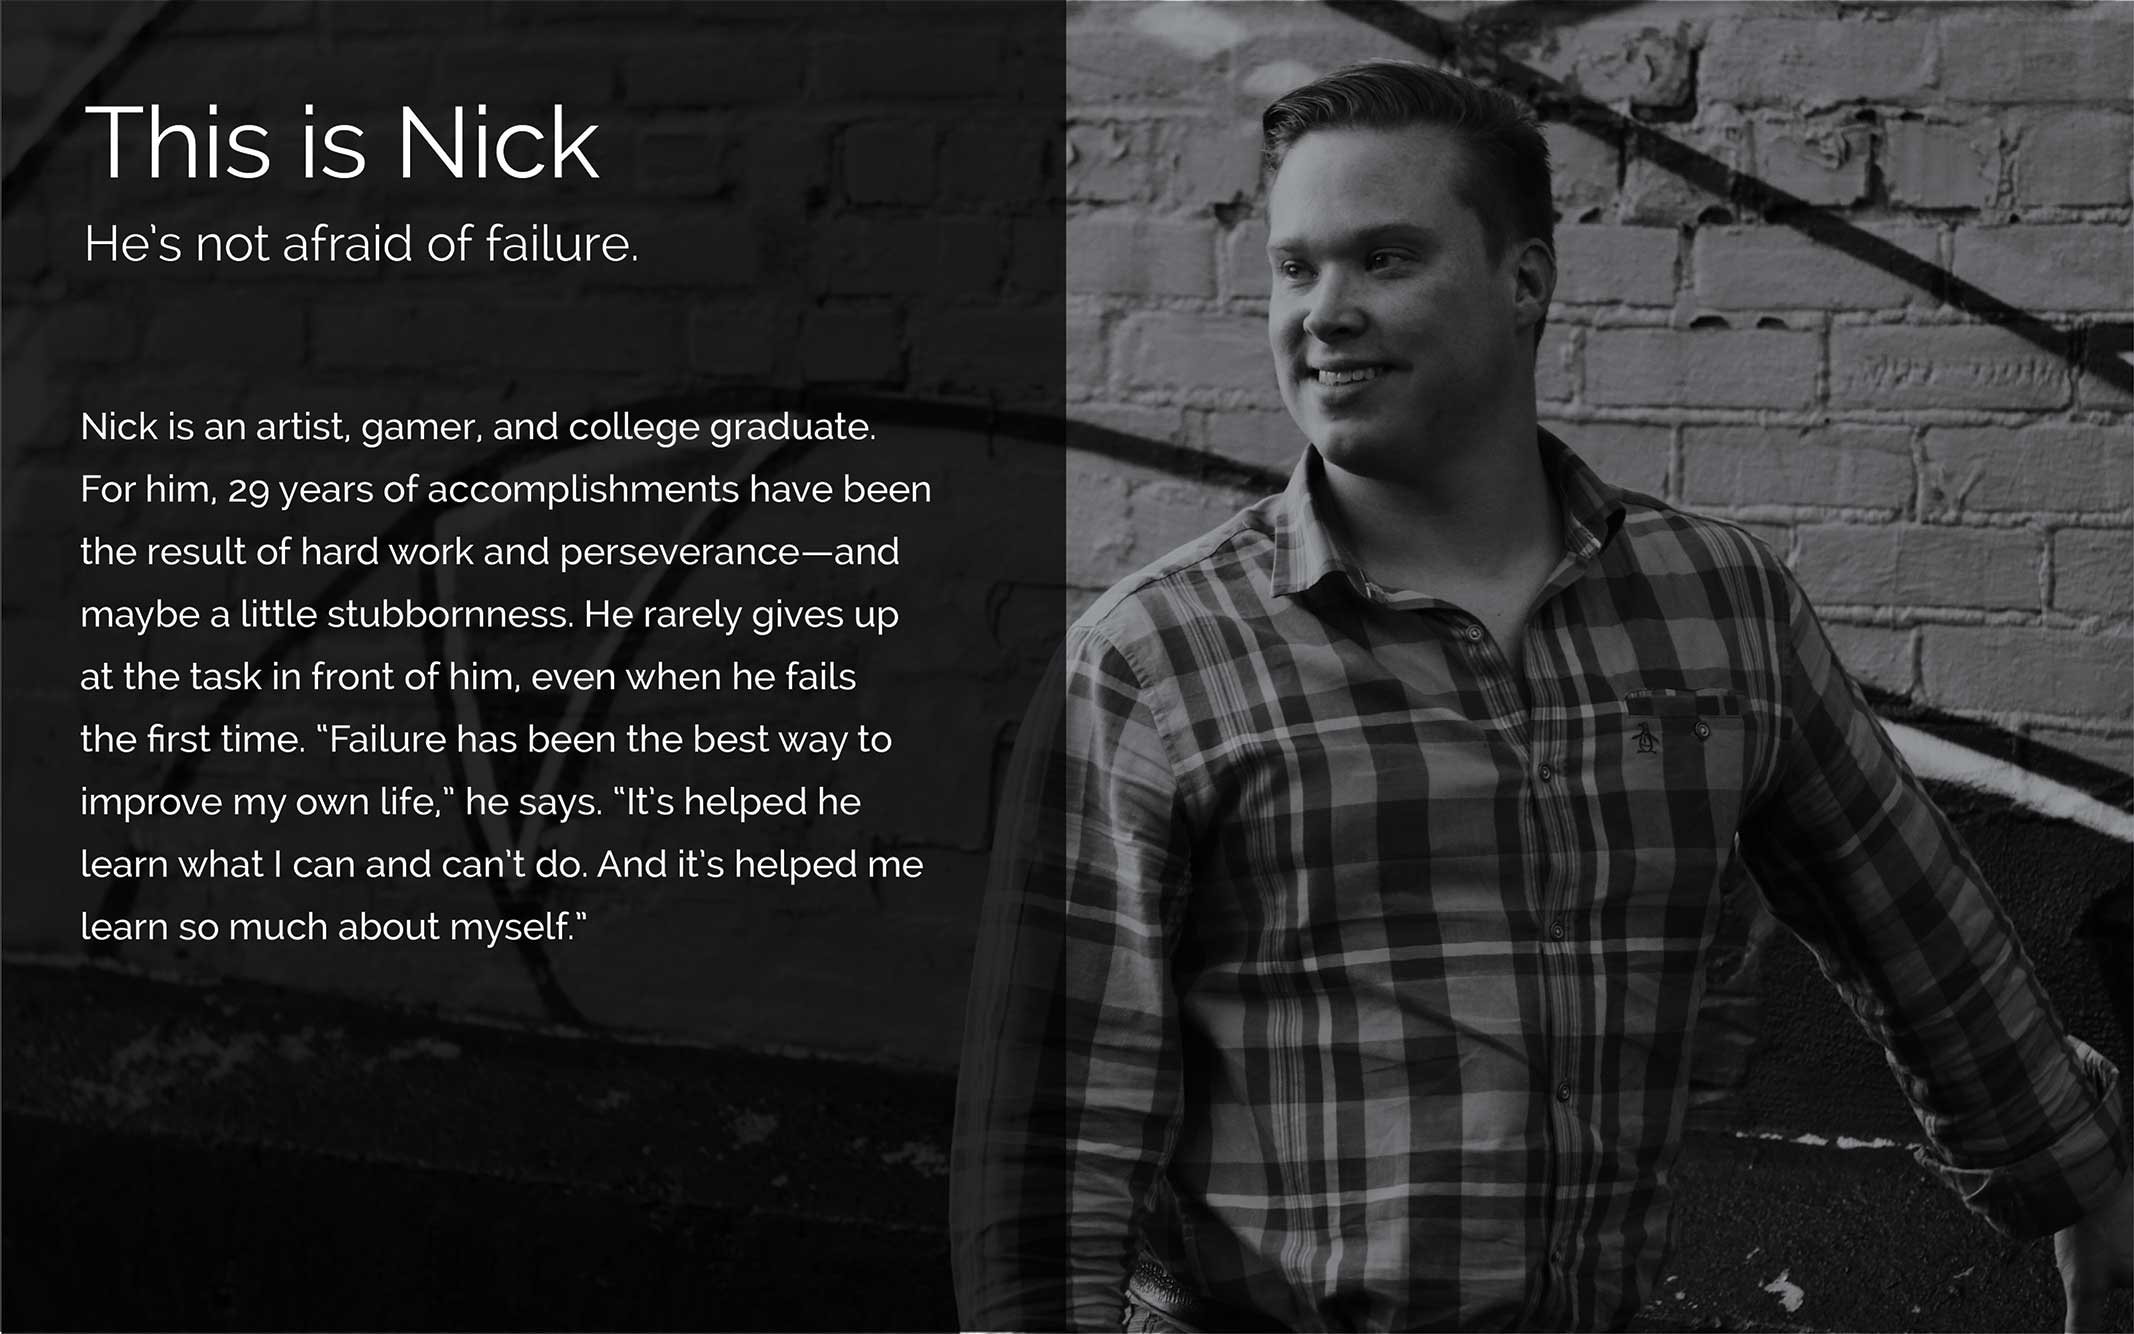 This is Nick
He's not afraid of failure.
Nick is an artist, gamer, and college graduate.
For him, 29 years of accomplishments have been
the result of hard work and perseverance—and
maybe a little stubbornness. He rarely gives up
at the task in front of him, even when he fails
the first time. “Failure has been the best way to
improve my own life,” he says. “It's helped he
learn what I can and can't do. And it's helped me
learn so much about myself.”